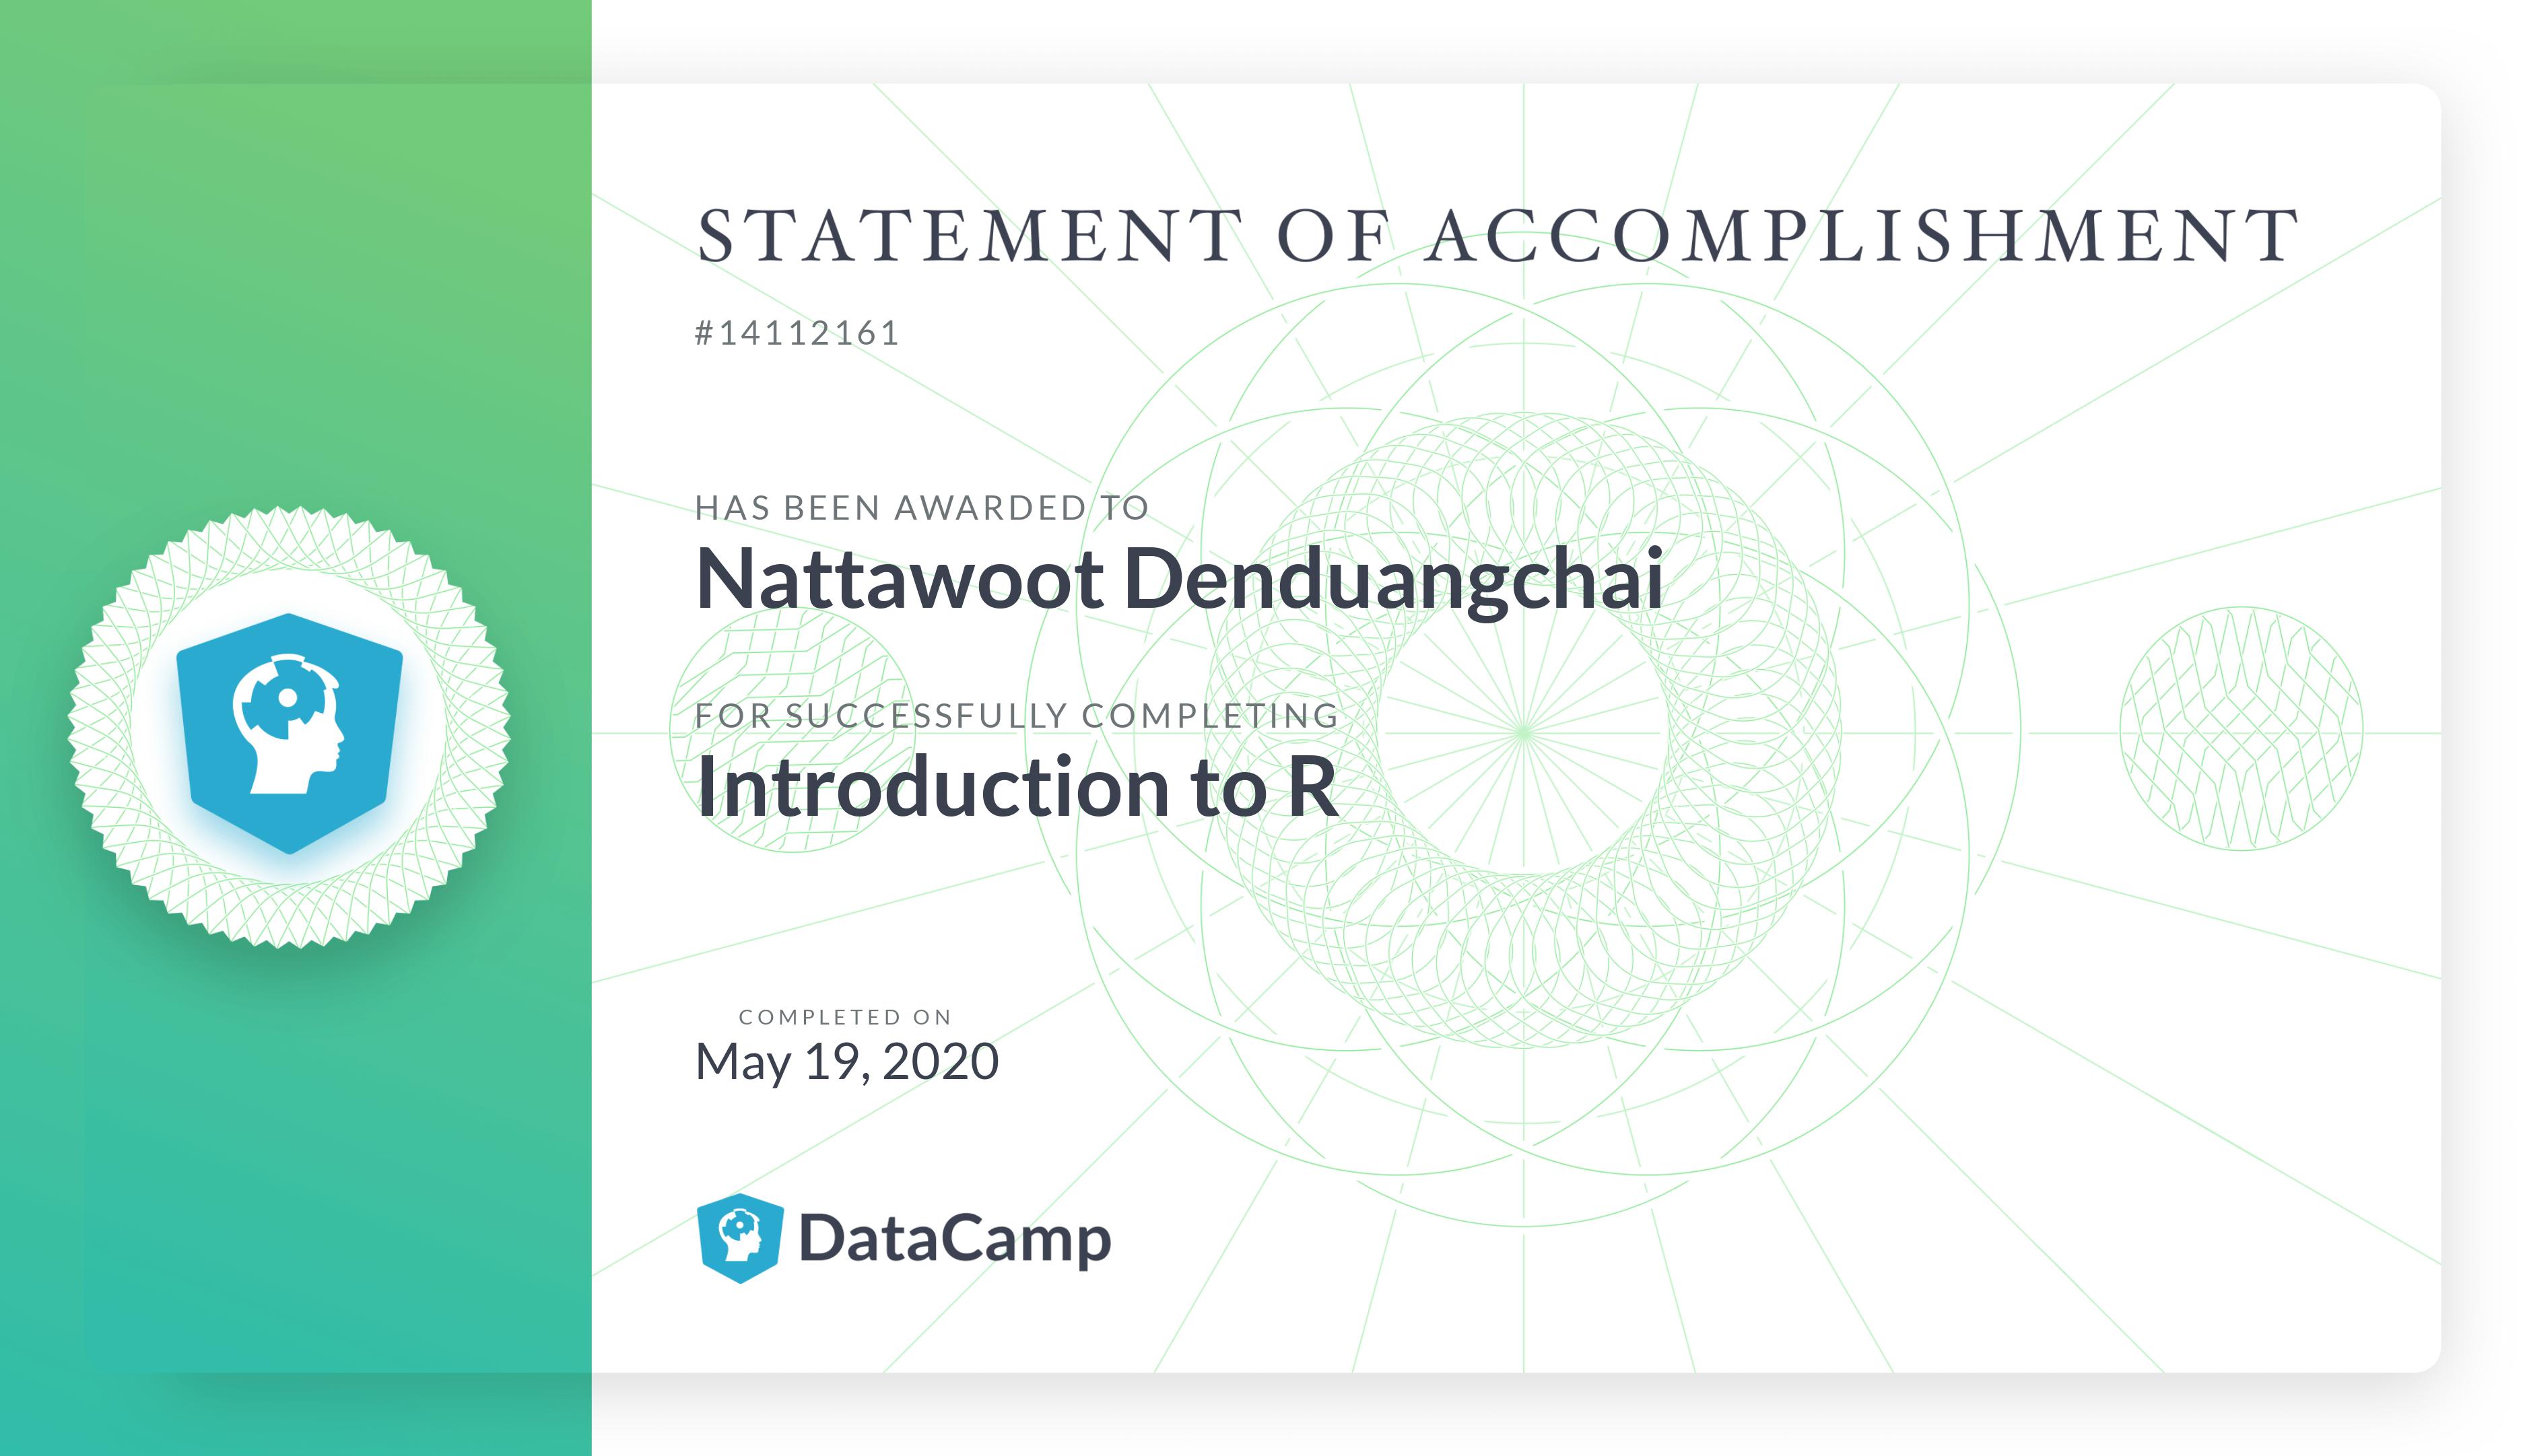 STATEMENT OF ACCOMPLISHMENT
#14112161
HAS BEEN AWARDED TO
Nattawoot Denduangchai
FOR SUCCESSFULLY COMPLETING
Introduction to R
COMPLETED ON
May 19, 2020
DataCamp